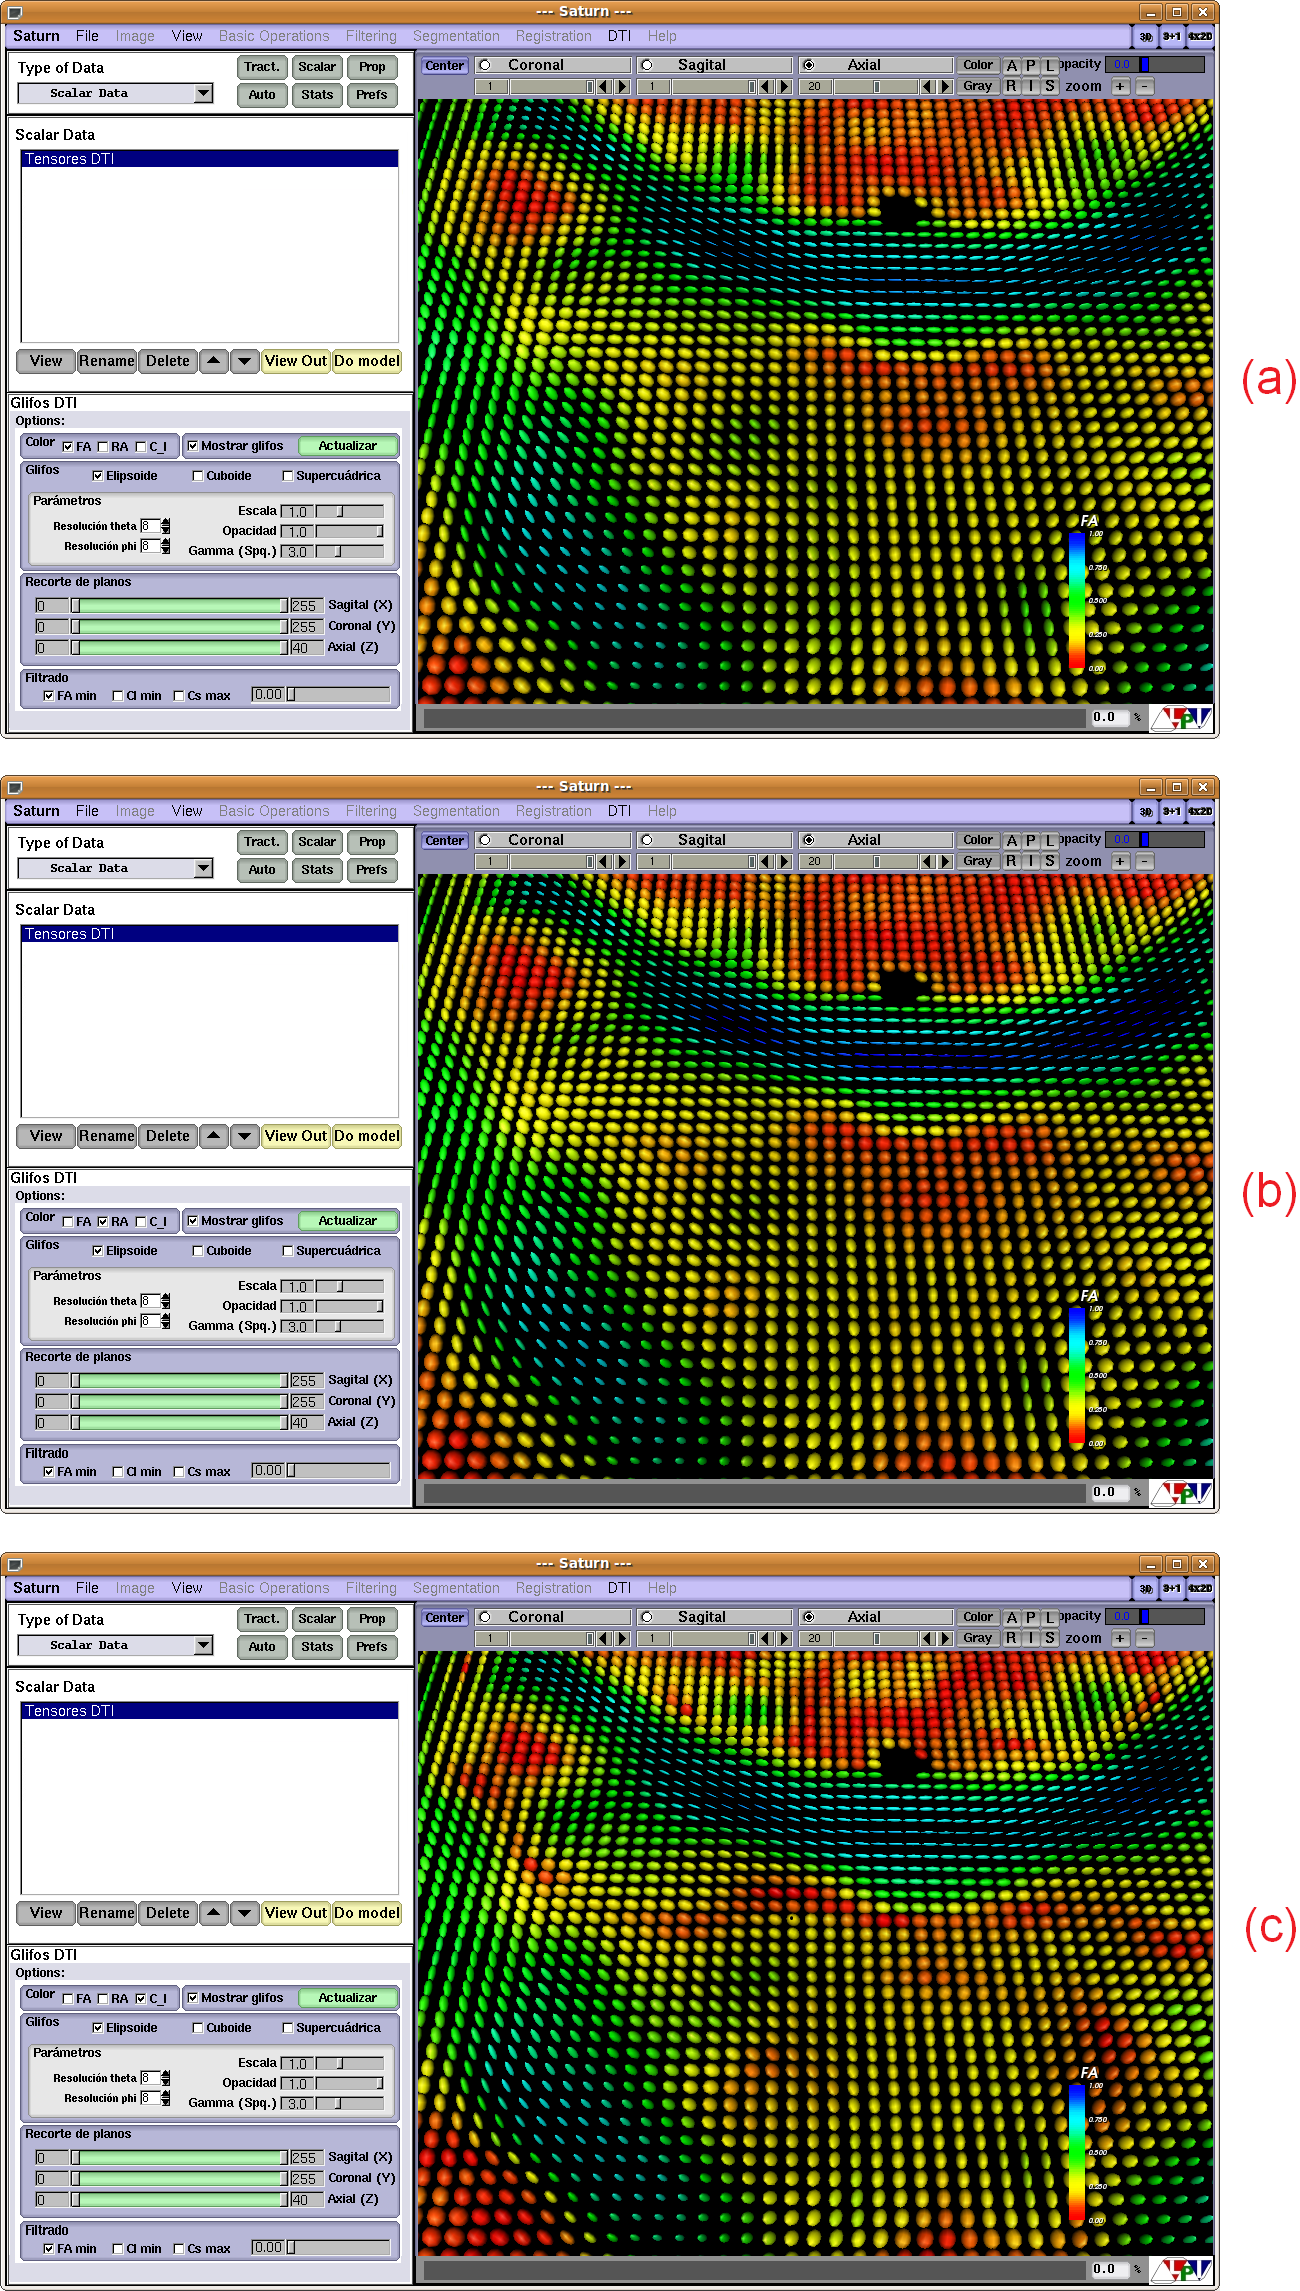 --- Saturn ---
Saturn File Image View Basic Operations Filtering Segmentation Registration DTI Help 3D 3+1 4x2D
Type of Data Tract. Scalar Prop
Scalar Data Auto Stats Prefs
Center Coronal Sagital Axial Color A P L opacity 0.0
1 1 20 Gray R I S zoom + -
Scalar Data
Tensores DTI
View Rename Delete View Out Do model
Glifos DTI
Options:
Color FA RA C_l Mostrar glifos Actualizar
Glifos Elipsoide Cuboide Supercuádrica
Parámetros
Escala 1.0
Resolución theta 8
Opacidad 1.0
Resolución phi 8
Gamma (Spq.) 3.0
Recorte de planos
0 255 Sagital (X)
0 255 Coronal (Y)
0 40 Axial (Z)
Filtrado
FA min Cl min Cs max 0.00
FA
1.00
0.750
0.500
0.250
0.00
0.0 %
(a)
--- Saturn ---
Saturn File Image View Basic Operations Filtering Segmentation Registration DTI Help 3D 3+1 4x2D
Type of Data Tract. Scalar Prop
Scalar Data Auto Stats Prefs
Center Coronal Sagital Axial Color A P L opacity 0.0
1 1 20 Gray R I S zoom + -
Scalar Data
Tensores DTI
View Rename Delete View Out Do model
Glifos DTI
Options:
Color FA RA C_l Mostrar glifos Actualizar
Glifos Elipsoide Cuboide Supercuádrica
Parámetros
Escala 1.0
Resolución theta 8
Opacidad 1.0
Resolución phi 8
Gamma (Spq.) 3.0
Recorte de planos
0 255 Sagital (X)
0 255 Coronal (Y)
0 40 Axial (Z)
Filtrado
FA min Cl min Cs max 0.00
FA
1.00
0.750
0.500
0.250
0.00
0.0 %
(b)
--- Saturn ---
Saturn File Image View Basic Operations Filtering Segmentation Registration DTI Help 3D 3+1 4x2D
Type of Data Tract. Scalar Prop
Scalar Data Auto Stats Prefs
Center Coronal Sagital Axial Color A P L opacity 0.0
1 1 20 Gray R I S zoom + -
Scalar Data
Tensores DTI
View Rename Delete View Out Do model
Glifos DTI
Options:
Color FA RA C_l Mostrar glifos Actualizar
Glifos Elipsoide Cuboide Supercuádrica
Parámetros
Escala 1.0
Resolución theta 8
Opacidad 1.0
Resolución phi 8
Gamma (Spq.) 3.0
Recorte de planos
0 255 Sagital (X)
0 255 Coronal (Y)
0 40 Axial (Z)
Filtrado
FA min Cl min Cs max 0.00
FA
1.00
0.750
0.500
0.250
0.00
0.0 %
(c)